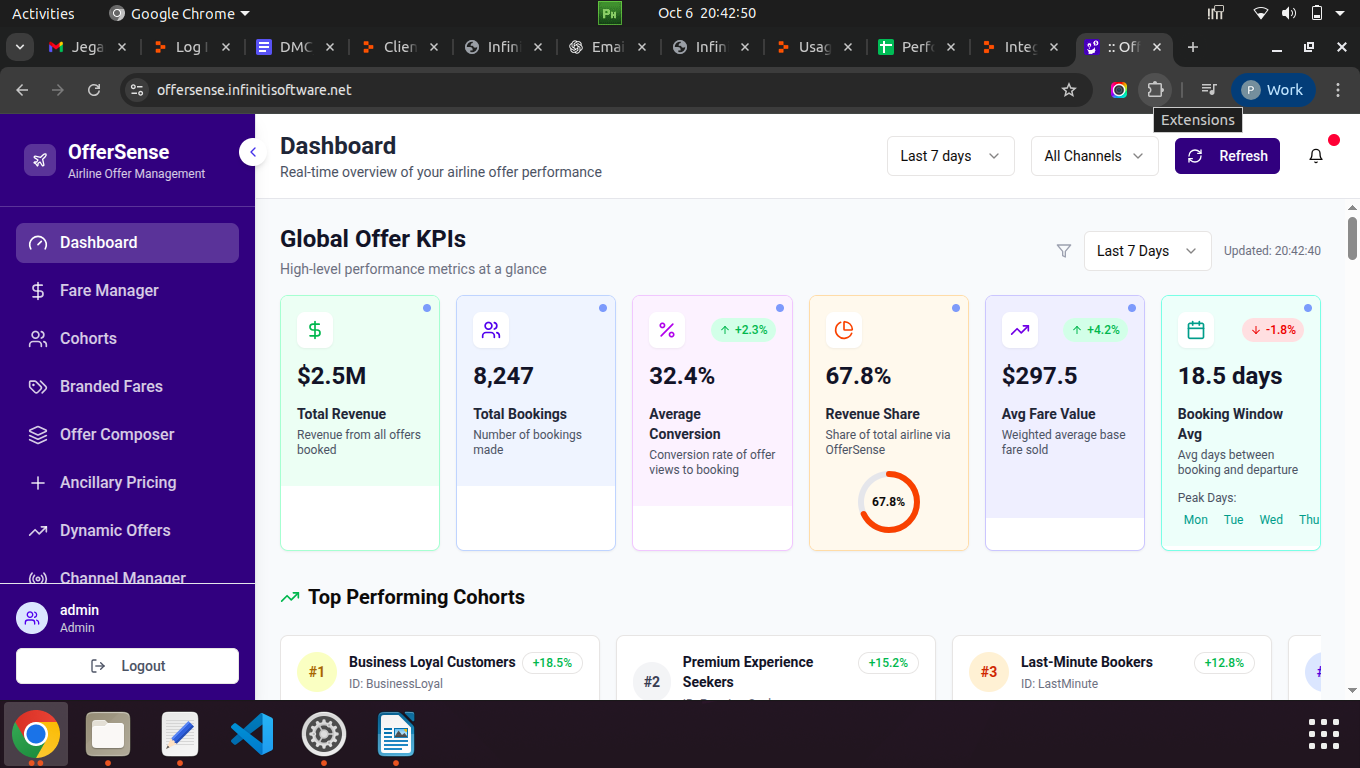 Activities
Google Chrome
Oct 6 20:42:50
Jega
Log
DMC
Clien
Infini
Emai
Infin
Usag
Perfo
Integ
:: Off
offersense.infinitisoftware.net
P
Work
Extensions
OfferSense
Airline Offer Management
Dashboard
Fare Manager
Cohorts
Branded Fares
Offer Composer
Ancillary Pricing
Dynamic Offers
Channel Manager
admin
Admin
Logout
Dashboard
Real-time overview of your airline offer performance
Last 7 days
All Channels
Refresh
Global Offer KPIs
High-level performance metrics at a glance
Last 7 Days
Updated: 20:42:40
$2.5M
Total Revenue
Revenue from all offers
booked
8,247
Total Bookings
Number of bookings
made
+2.3%
32.4%
Average
Conversion
Conversion rate of offer
views to booking
67.8%
Revenue Share
Share of total airline via
OfferSense
67.8%
+4.2%
$297.5
Avg Fare Value
Weighted average base
fare sold
-1.8%
18.5 days
Booking Window
Avg
Avg days between
booking and departure
Peak Days:
Mon Tue Wed Thu
Top Performing Cohorts
#1
Business Loyal Customers
+18.5%
ID: BusinessLoyal
#2
Premium Experience
Seekers
+15.2%
#3
Last-Minute Bookers
+12.8%
ID: LastMinute